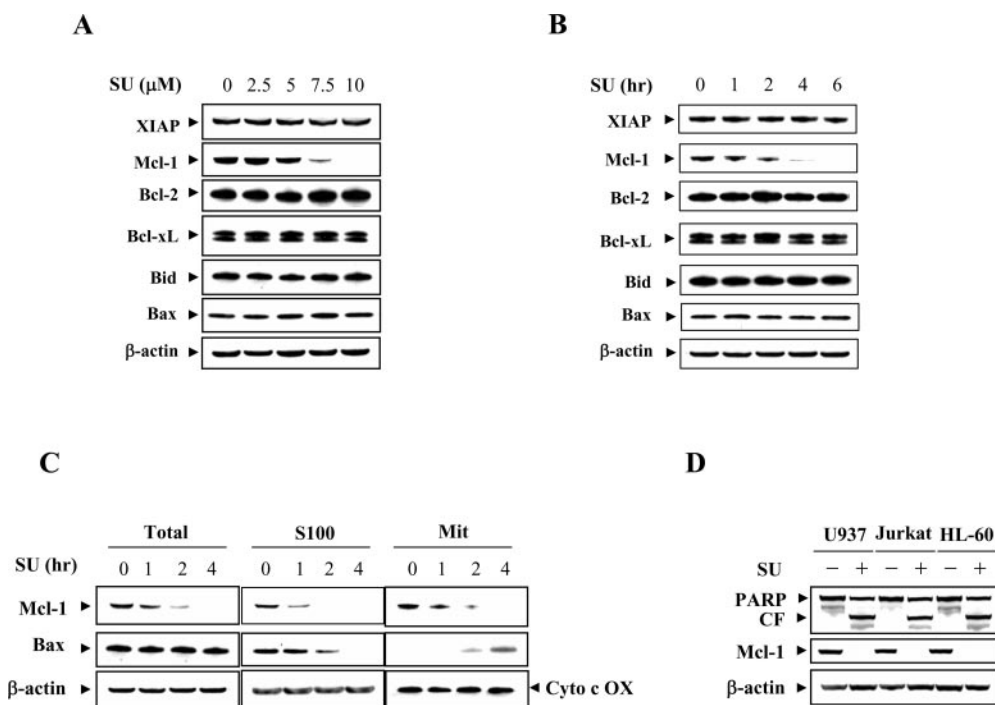 A
SU (μM) 0 2.5 5 7.5 10
XIAP
Mcl-1
Bcl-2
Bcl-xL
Bid
Bax
β-actin
B
SU (hr) 0 1 2 4 6
XIAP
Mcl-1
Bcl-2
Bcl-xL
Bid
Bax
β-actin
C
Total S100 Mit
SU (hr) 0 1 2 4 0 1 2 4 0 1 2 4
Mcl-1
Bax
β-actin Cyto c OX
D
U937 Jurkat HL-60
SU − + − + − +
PARP
CF
Mcl-1
β-actin